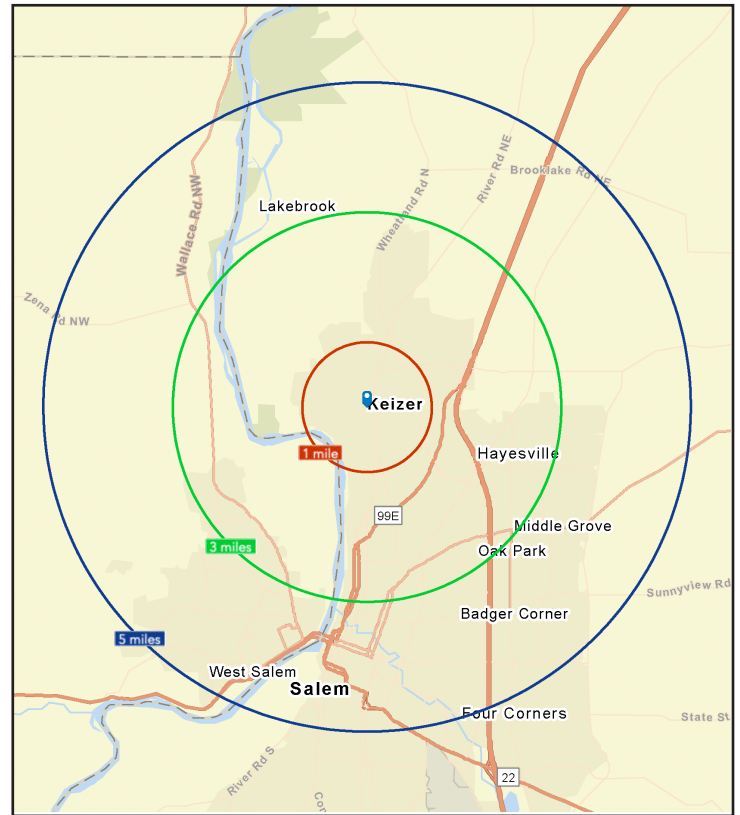 Brooklake Rd NE
River Rd NE
Wheatland Rd N
Lakebrook
Wallace Rd NW
Zena Rd NW
Keizer
1 mile
Hayesville
99E
Middle Grove
3 miles
Oak Park
Sunnyview Rd
Badger Corner
5 miles
West Salem
Salem
Four Corners
State St
River Rd S
22